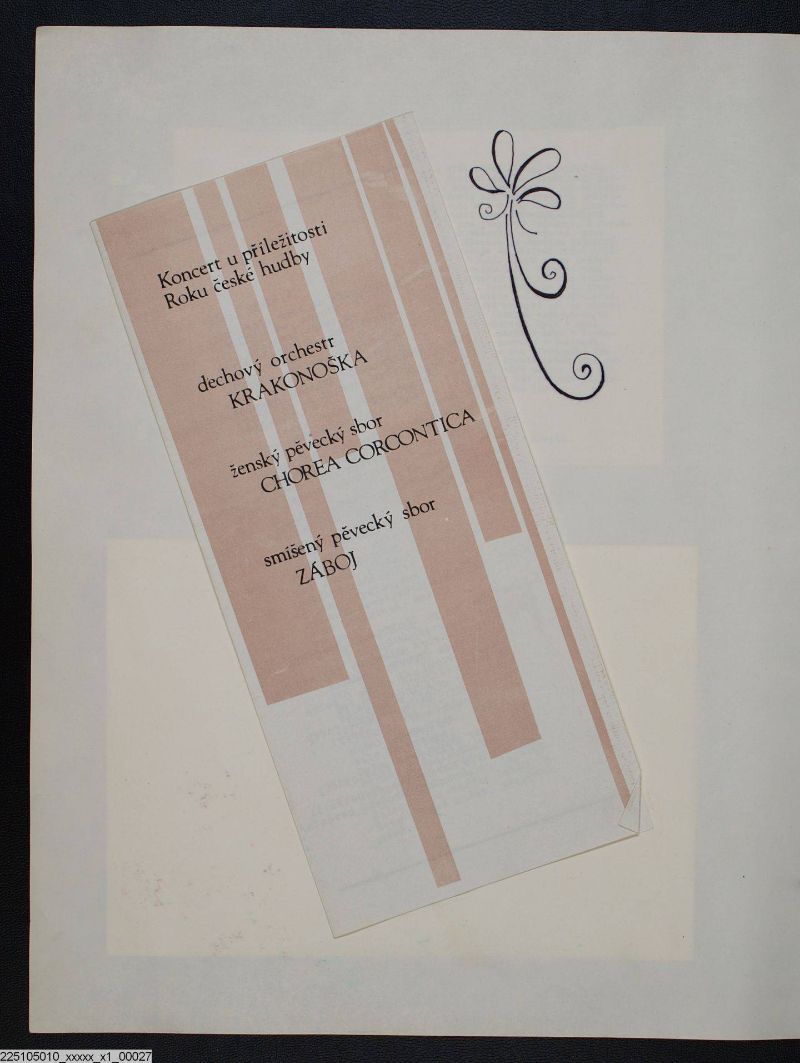 Koncert u příležitosti
Roku české hudby
dechový orchestr
KRAKONOŠKA
ženský pěvecký sbor
CHOREA CORCONTICA
smíšený pěvecký sbor
ZÁBOJ
225105010_xxxxx_x1_00027